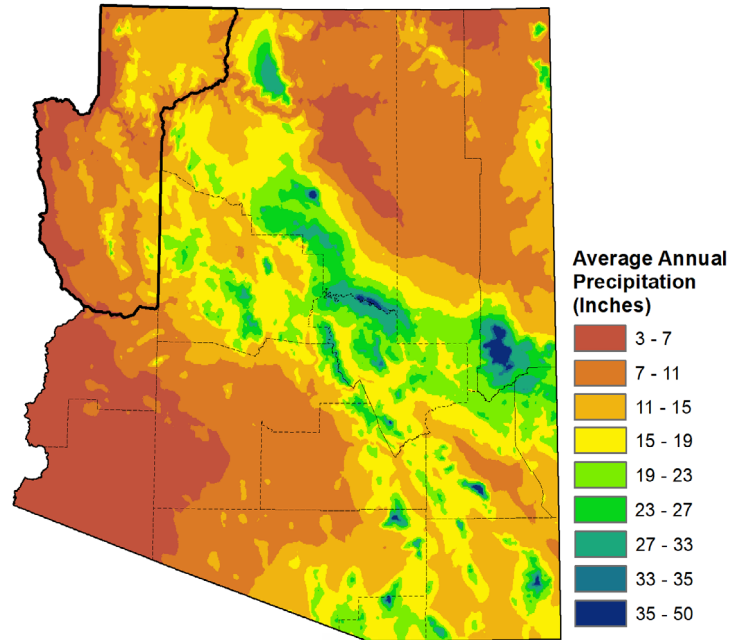 Average Annual
Precipitation
(Inches)
3 - 7
7 - 11
11 - 15
15 - 19
19 - 23
23 - 27
27 - 33
33 - 35
35 - 50